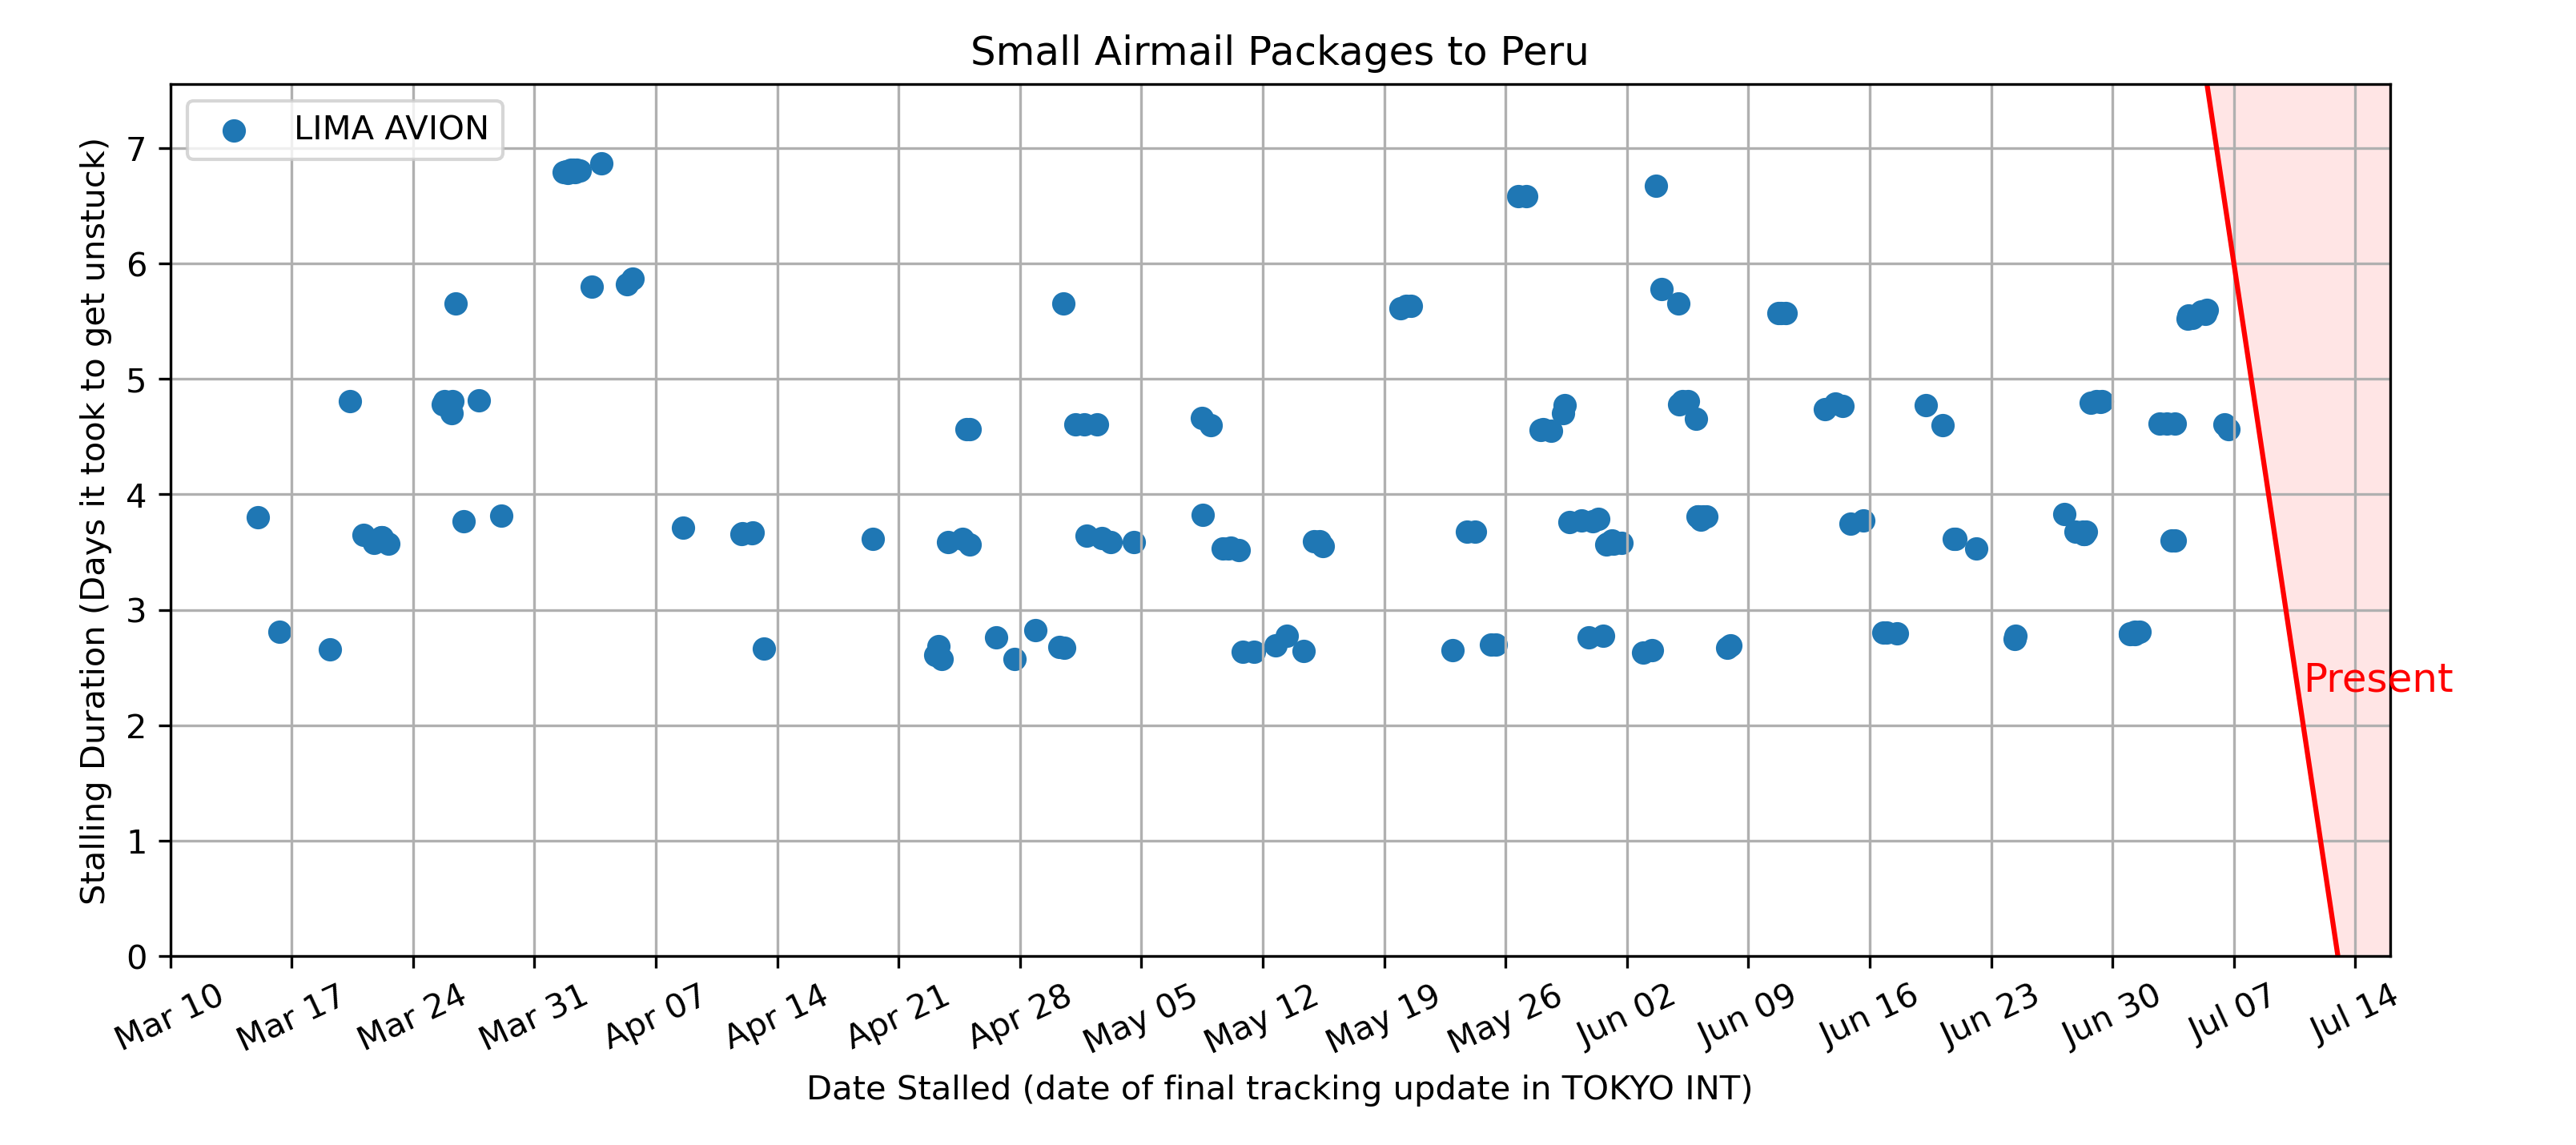 Small Airmail Packages to Peru
LIMA AVION
Stalling Duration (Days it took to get unstuck)
7
6
5
4
3
2
1
0
Present
Mar 10
Mar 17
Mar 24
Mar 31
Apr 07
Apr 14
Apr 21
Apr 28
May 05
May 12
May 19
May 26
Jun 02
Jun 09
Jun 16
Jun 23
Jun 30
Jul 07
Jul 14
Date Stalled (date of final tracking update in TOKYO INT)